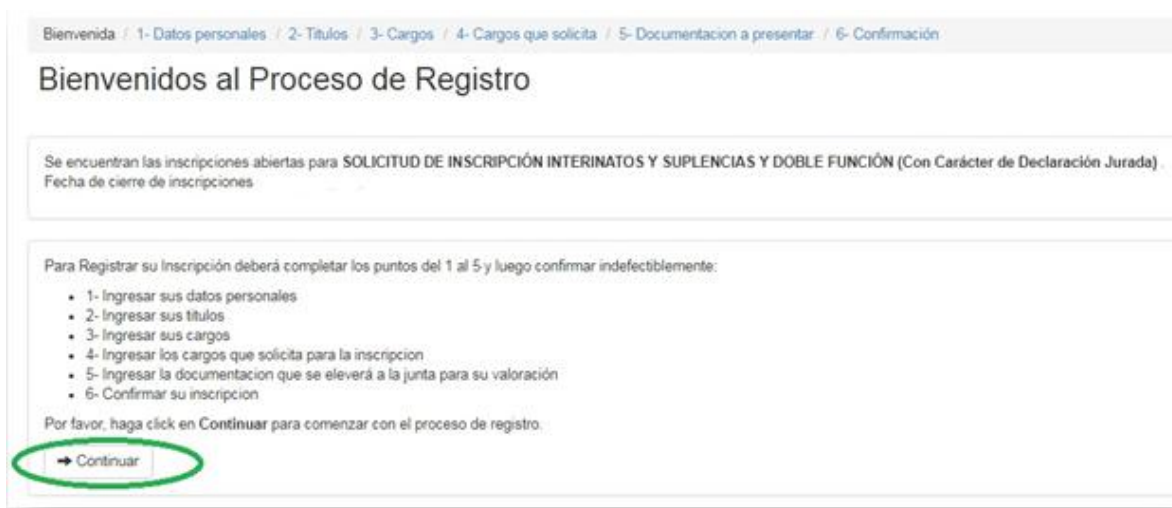 Bienvenida / 1- Datos personales / 2- Titulos / 3- Cargos / 4- Cargos que solicita / 5- Documentacion a presentar / 6- Confirmación
Bienvenidos al Proceso de Registro
Se encuentran las inscripciones abiertas para SOLICITUD DE INSCRIPCIÓN INTERINATOS Y SUPLENCIAS Y DOBLE FUNCIÓN (Con Carácter de Declaración Jurada) .
Fecha de cierre de inscripciones
Para Registrar su Inscripción deberá completar los puntos del 1 al 5 y luego confirmar indefectiblemente:
• 1- Ingresar sus datos personales
• 2- Ingresar sus títulos
• 3- Ingresar sus cargos
• 4- Ingresar los cargos que solicita para la inscripcion
• 5- Ingresar la documentacion que se eleverá a la junta para su valoración
• 6- Confirmar su inscripcion
Por favor, haga click en Continuar para comenzar con el proceso de registro.
➔ Continuar